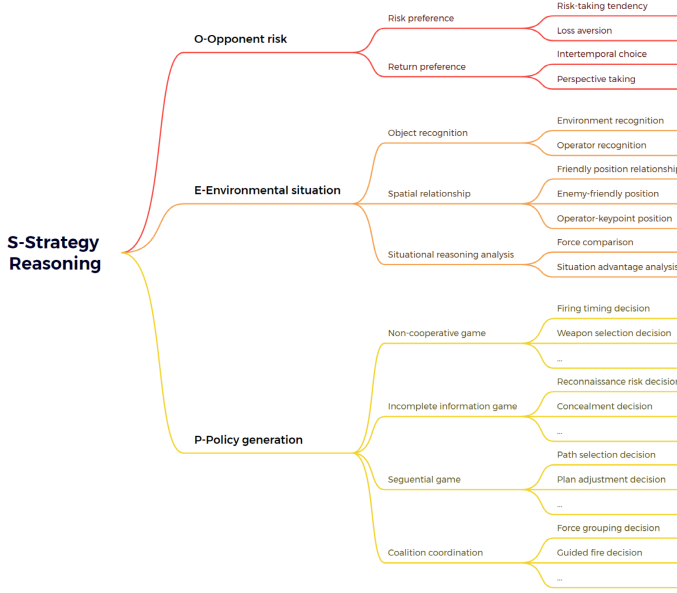 S-Strategy
Reasoning
O-Opponent risk
Risk preference
Risk-taking tendency
Loss aversion
Return preference
Intertemporal choice
Perspective taking
E-Environmental situation
Object recognition
Environment recognition
Operator recognition
Spatial relationship
Friendly position relationship
Enemy-friendly position
Operator-keypoint position
Situational reasoning analysis
Force comparison
Situation advantage analysis
P-Policy generation
Non-cooperative game
Firing timing decision
Weapon selection decision
...
Incomplete information game
Reconnaissance risk decision
Concealment decision
...
Seguential game
Path selection decision
Plan adjustment decision
...
Coalition coordination
Force grouping decision
Guided fire decision
...